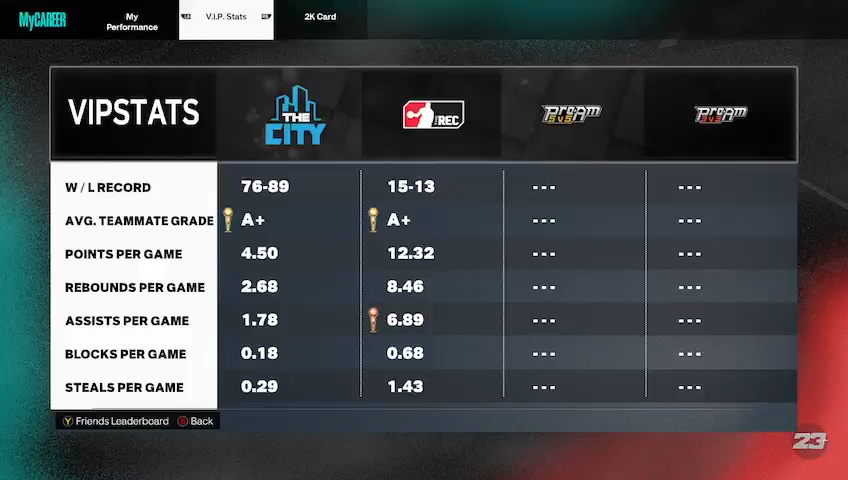 MyCAREER
My Performance
LB V.I.P. Stats RB
2K Card
VIPSTATS
THE CITY
THE REC
PROAM 5v5
PROAM 3v3
W / L RECORD 76-89 15-13 --- ---
AVG. TEAMMATE GRADE A+ A+ --- ---
POINTS PER GAME 4.50 12.32 --- ---
REBOUNDS PER GAME 2.68 8.46 --- ---
ASSISTS PER GAME 1.78 6.89 --- ---
BLOCKS PER GAME 0.18 0.68 --- ---
STEALS PER GAME 0.29 1.43 --- ---
Y Friends Leaderboard B Back
23